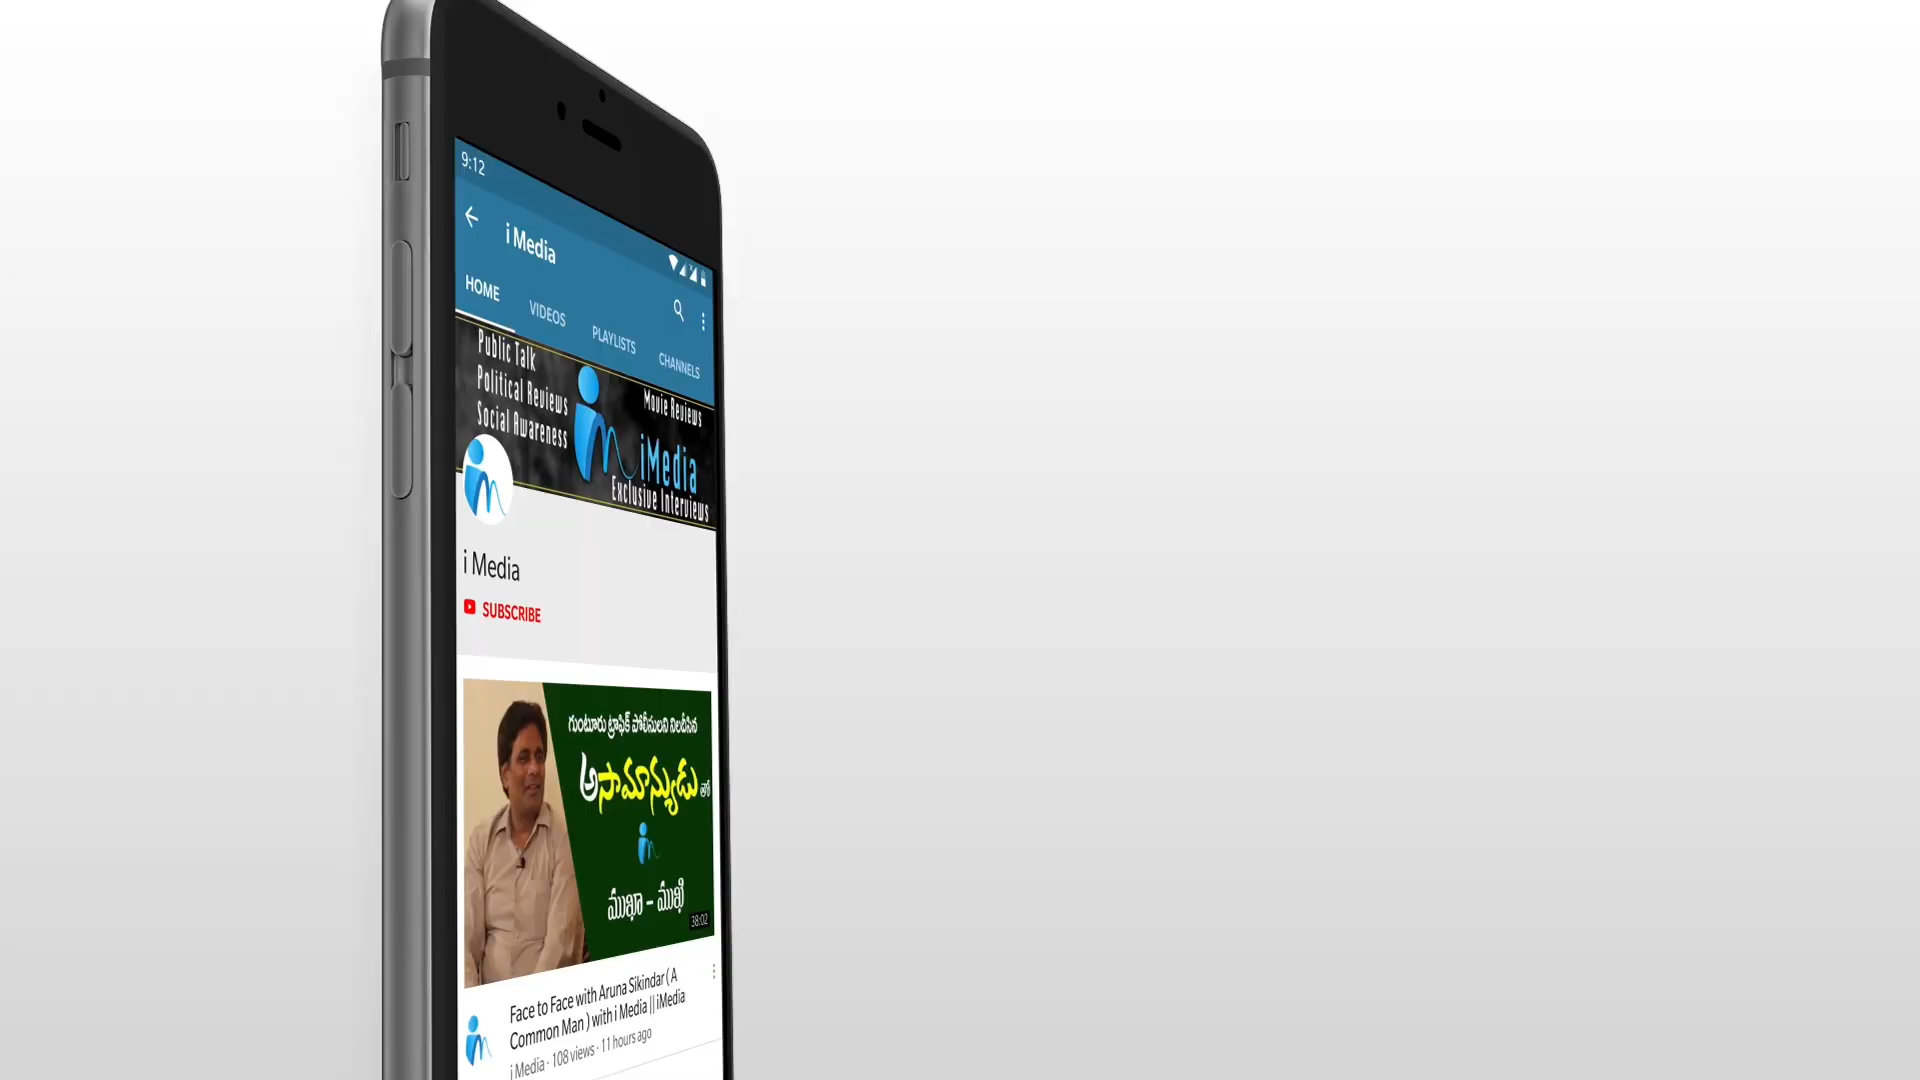 9:12
i Media
HOME VIDEOS PLAYLISTS CHANNELS
Public Talk
Political Reviews
Social Awareness
Movie Reviews
iMedia
Exclusive Interviews
i Media
SUBSCRIBE
గుంటూరు ట్రాఫిక్ పోలీసులని నిలదీసిన
అసామాన్యుడు తో
ముఖా - ముఖి
38:02
Face to Face with Aruna Sikindar ( A
Common Man ) with i Media || iMedia
i Media · 108 views · 11 hours ago